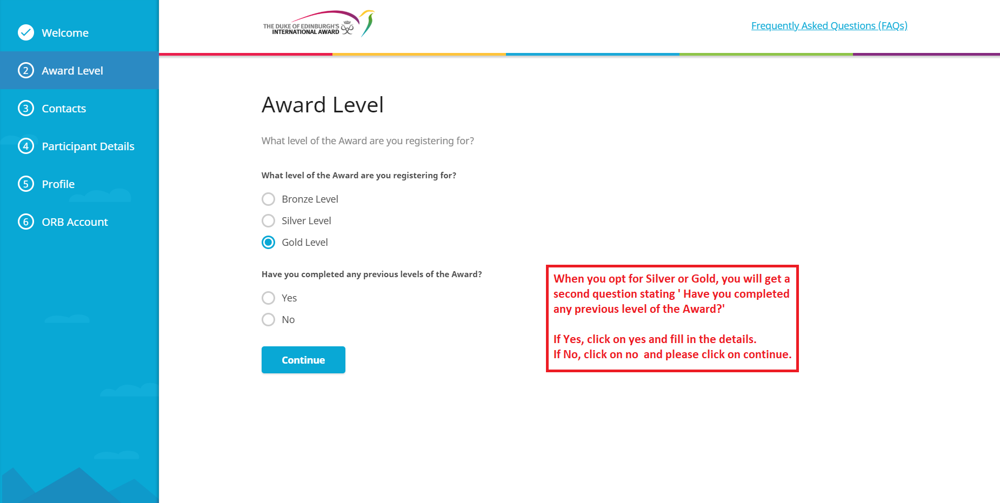 Welcome
2 Award Level
3 Contacts
4 Participant Details
5 Profile
6 ORB Account
THE DUKE OF EDINBURGH'S
INTERNATIONAL AWARD
Frequently Asked Questions (FAQs)
Award Level
What level of the Award are you registering for?
What level of the Award are you registering for?
Bronze Level
Silver Level
Gold Level
Have you completed any previous levels of the Award?
Yes
No
Continue
When you opt for Silver or Gold, you will get a
second question stating ' Have you completed
any previous level of the Award?'
If Yes, click on yes and fill in the details.
If No, click on no  and please click on continue.